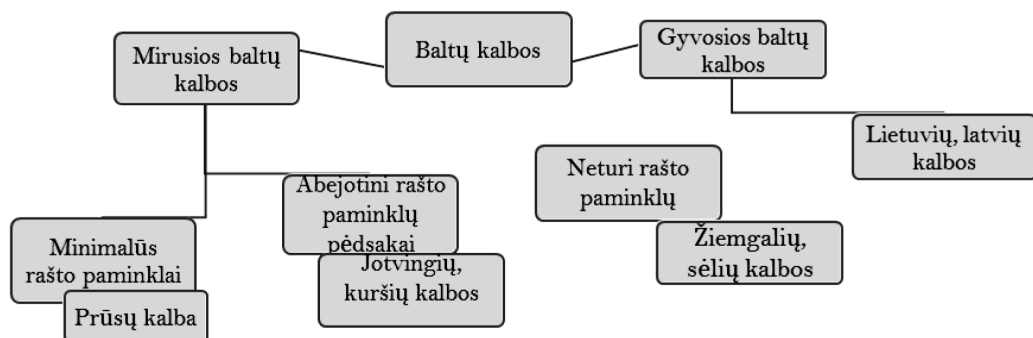 Baltų kalbos
Mirusios baltų
kalbos
Gyvosios baltų
kalbos
Lietuvių, latvių
kalbos
Minimalūs
rašto paminklai
Prūsų kalba
Abejotini rašto
paminklų
pėdsakai
Jotvingių,
kuršių kalbos
Neturi rašto
paminklų
Žiemgalių,
sėlių kalbos